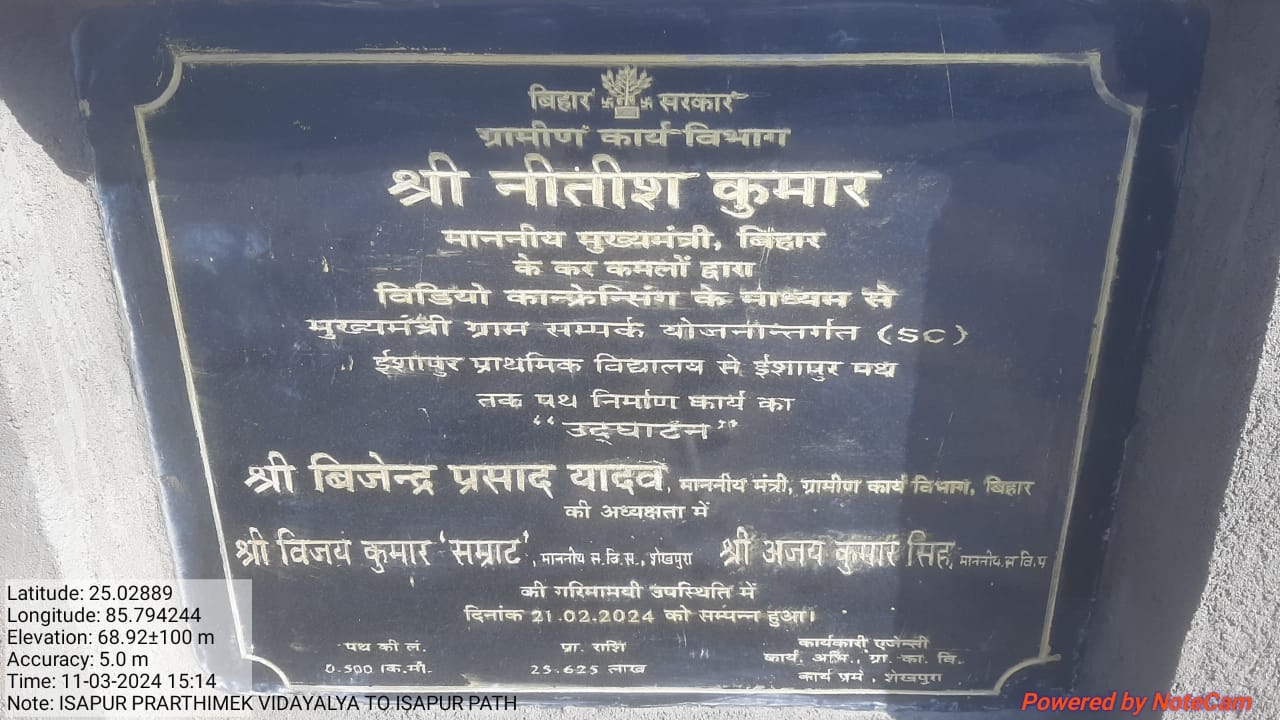 बिहार सरकार
ग्रामीण कार्य विभाग
श्री नीतीश कुमार
माननीय मुख्यमंत्री, बिहार
के कर कमलों द्वारा
विडियो कान्फ्रेन्सिंग के माध्यम से
मुख्यमंत्री ग्राम सम्पर्क योजनान्तर्गत (SC)
ईशापुर प्राथमिक विद्यालय से ईशापुर पथ
तक पथ निर्माण कार्य का
“उद्घाटन”
श्री बिजेन्द्र प्रसाद यादव, माननीय मंत्री, ग्रामीण कार्य विभाग, बिहार
की अध्यक्षता में
श्री विजय कुमार ‘सम्राट’, माननीय स.वि.स., शेखपुरा श्री अजय कुमार सिंह, माननीय.स.वि.प
की गरिमामयी उपस्थिति में
दिनांक 21.02.2024 को सम्पन्न हुआ।
पथ की लं. प्रा. राशि कार्यकारी एजेन्सी
0.500 कि.मी. 25.625 लाख कार्य. अभि., ग्रा. का. वि.
कार्य प्रमं., शेखपुरा
Latitude: 25.02889
Longitude: 85.794244
Elevation: 68.92±100 m
Accuracy: 5.0 m
Time: 11-03-2024 15:14
Note: ISAPUR PRARTHIMEK VIDAYALYA TO ISAPUR PATH
Powered by NoteCam